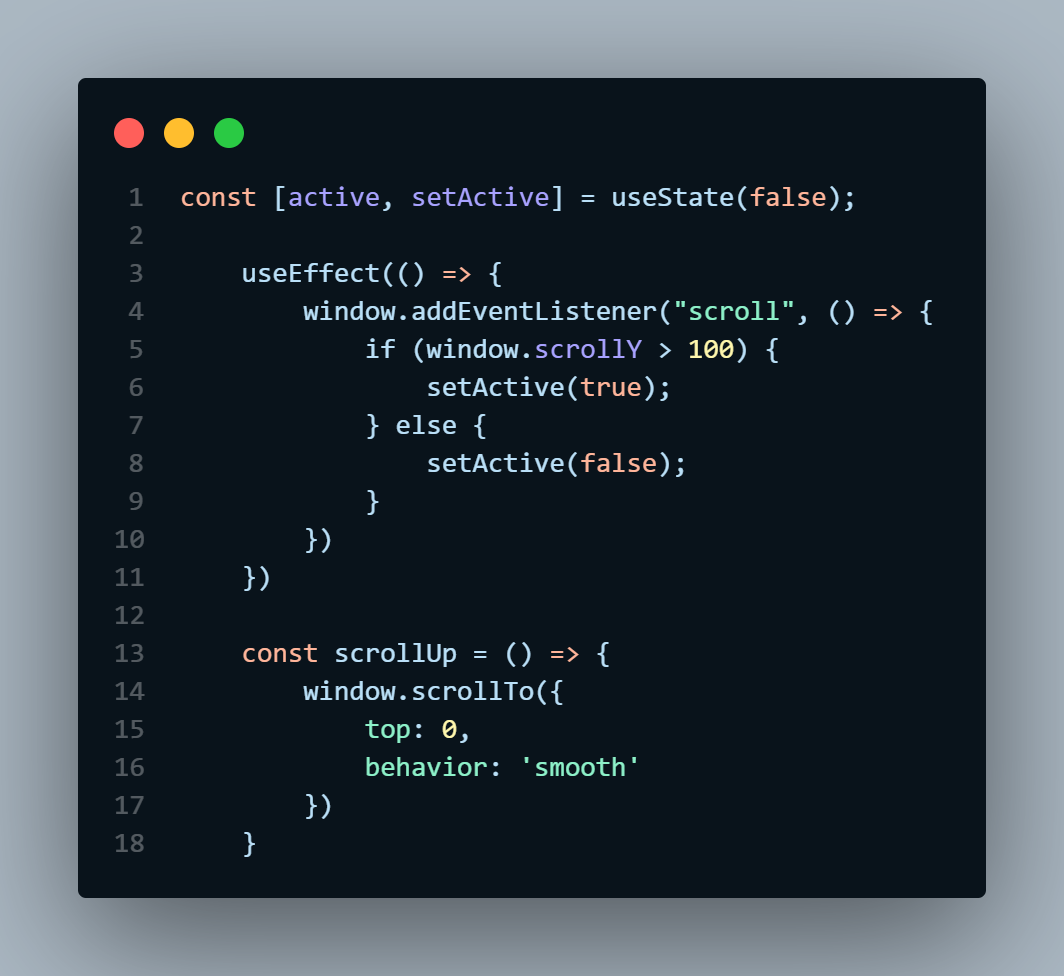 1 const [active, setActive] = useState(false);
2
3     useEffect(() => {
4         window.addEventListener("scroll", () => {
5             if (window.scrollY > 100) {
6                 setActive(true);
7             } else {
8                 setActive(false);
9             }
10         })
11     })
12
13     const scrollUp = () => {
14         window.scrollTo({
15             top: 0,
16             behavior: 'smooth'
17         })
18     }